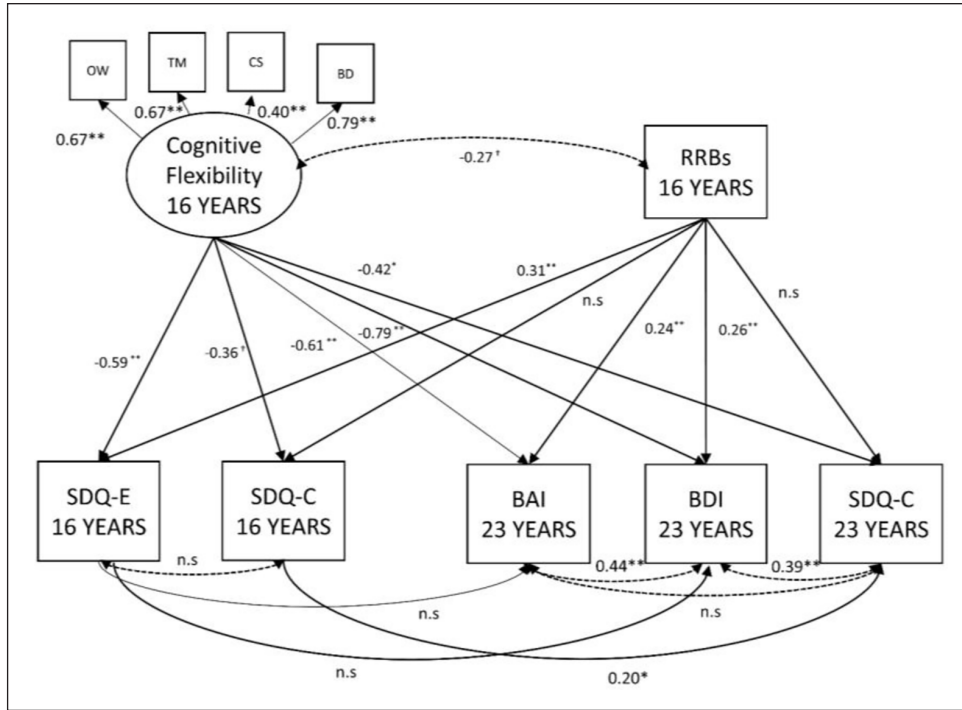 OW
TM
CS
BD
0.67**
0.67**
0.40**
0.79**
Cognitive
Flexibility
16 YEARS
-0.27†
RRBs
16 YEARS
-0.42*
0.31**
n.s
n.s
-0.59**
-0.36†
-0.61**
-0.79**
0.24**
0.26**
SDQ-E
16 YEARS
SDQ-C
16 YEARS
BAI
23 YEARS
BDI
23 YEARS
SDQ-C
23 YEARS
n.s
0.44**
0.39**
n.s
n.s
n.s
0.20*